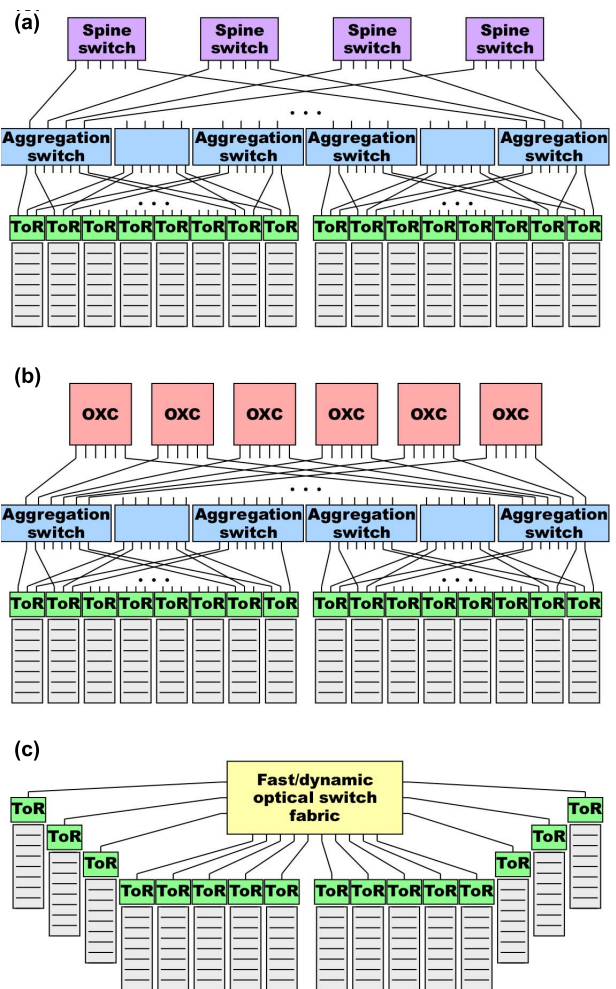 (a)
Spine switch
Spine switch
Spine switch
Spine switch
. . .
Aggregation switch
Aggregation switch
Aggregation switch
Aggregation switch
. . .
. . .
ToR ToR ToR ToR ToR ToR ToR ToR
ToR ToR ToR ToR ToR ToR ToR ToR
(b)
OXC OXC OXC OXC OXC OXC
. . .
Aggregation switch
Aggregation switch
Aggregation switch
Aggregation switch
. . .
. . .
ToR ToR ToR ToR ToR ToR ToR ToR
ToR ToR ToR ToR ToR ToR ToR ToR
(c)
Fast/dynamic
optical switch
fabric
ToR ToR
ToR ToR
ToR ToR
ToR ToR ToR ToR ToR
ToR ToR ToR ToR ToR